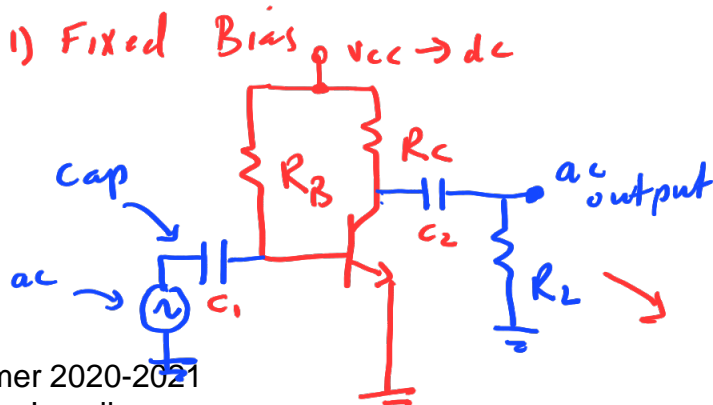 1) Fixed Bias
Vcc → dc
RB
RC
Cap
ac output
C2
ac
C1
RL
mer 2020-2021